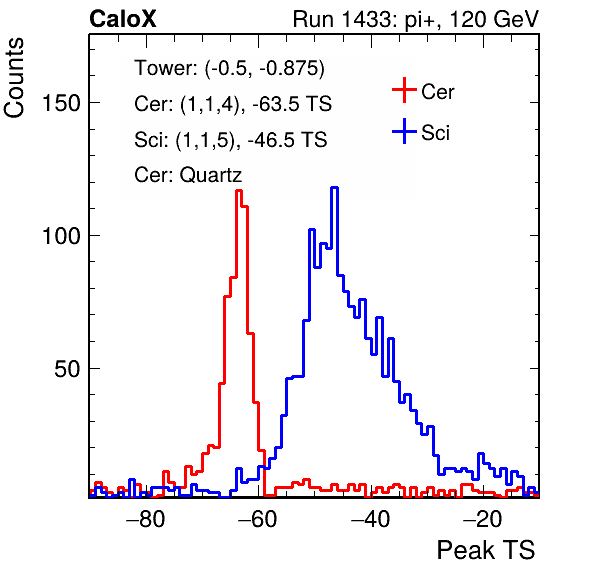 CaloX Run 1433: pi+, 120 GeV
Counts
Tower: (-0.5, -0.875)
Cer: (1,1,4), -63.5 TS
Sci: (1,1,5), -46.5 TS
Cer: Quartz
Cer
Sci
150
100
50
−80 −60 −40 −20
Peak TS